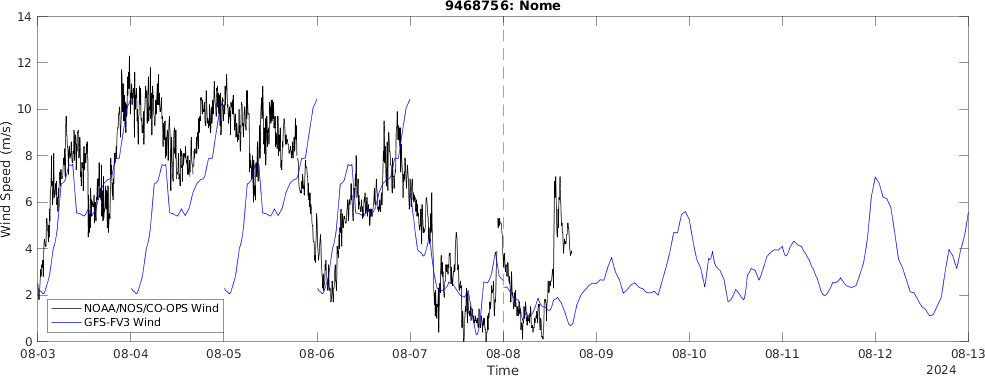 9468756: Nome
14
12
10
8
6
4
2
0
Wind Speed (m/s)
NOAA/NOS/CO-OPS Wind
GFS-FV3 Wind
08-03 08-04 08-05 08-06 08-07 08-08 08-09 08-10 08-11 08-12 08-13
Time
2024